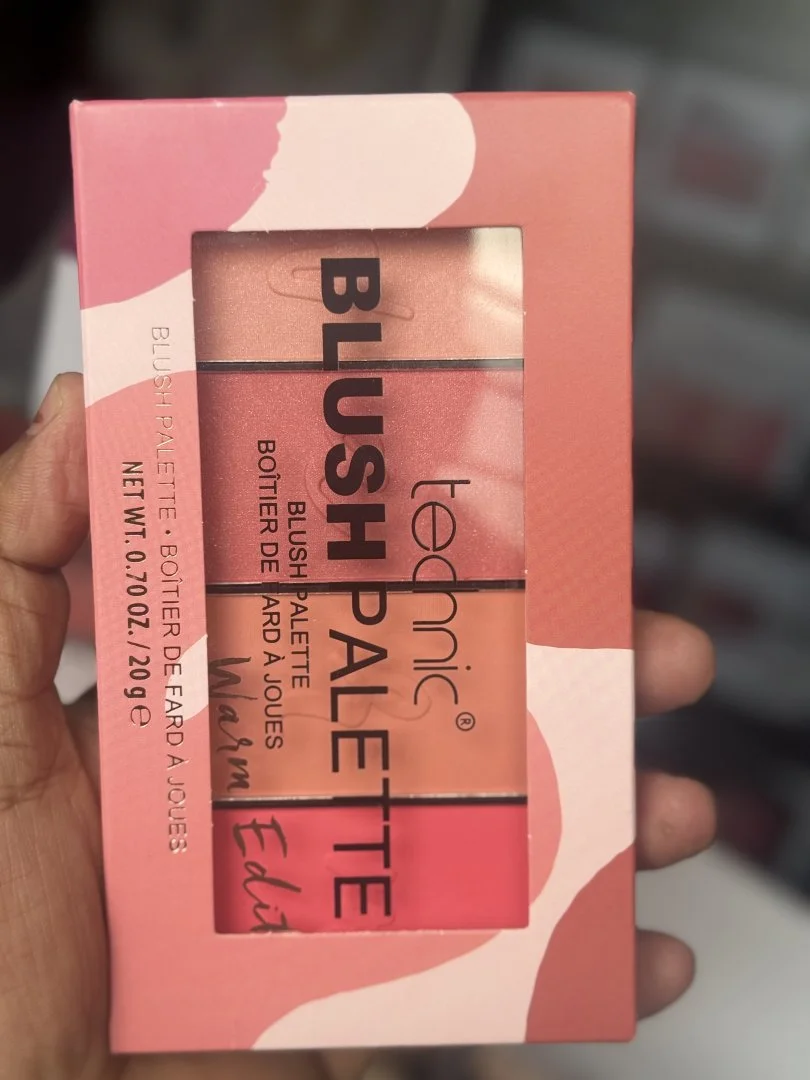 technic®
BLUSH PALETTE
BLUSH PALETTE
BOÎTIER DE FARD À JOUES
Warm Edit
BLUSH PALETTE • BOÎTIER DE FARD À JOUES
NET WT. 0.70 OZ. / 20 g ℮